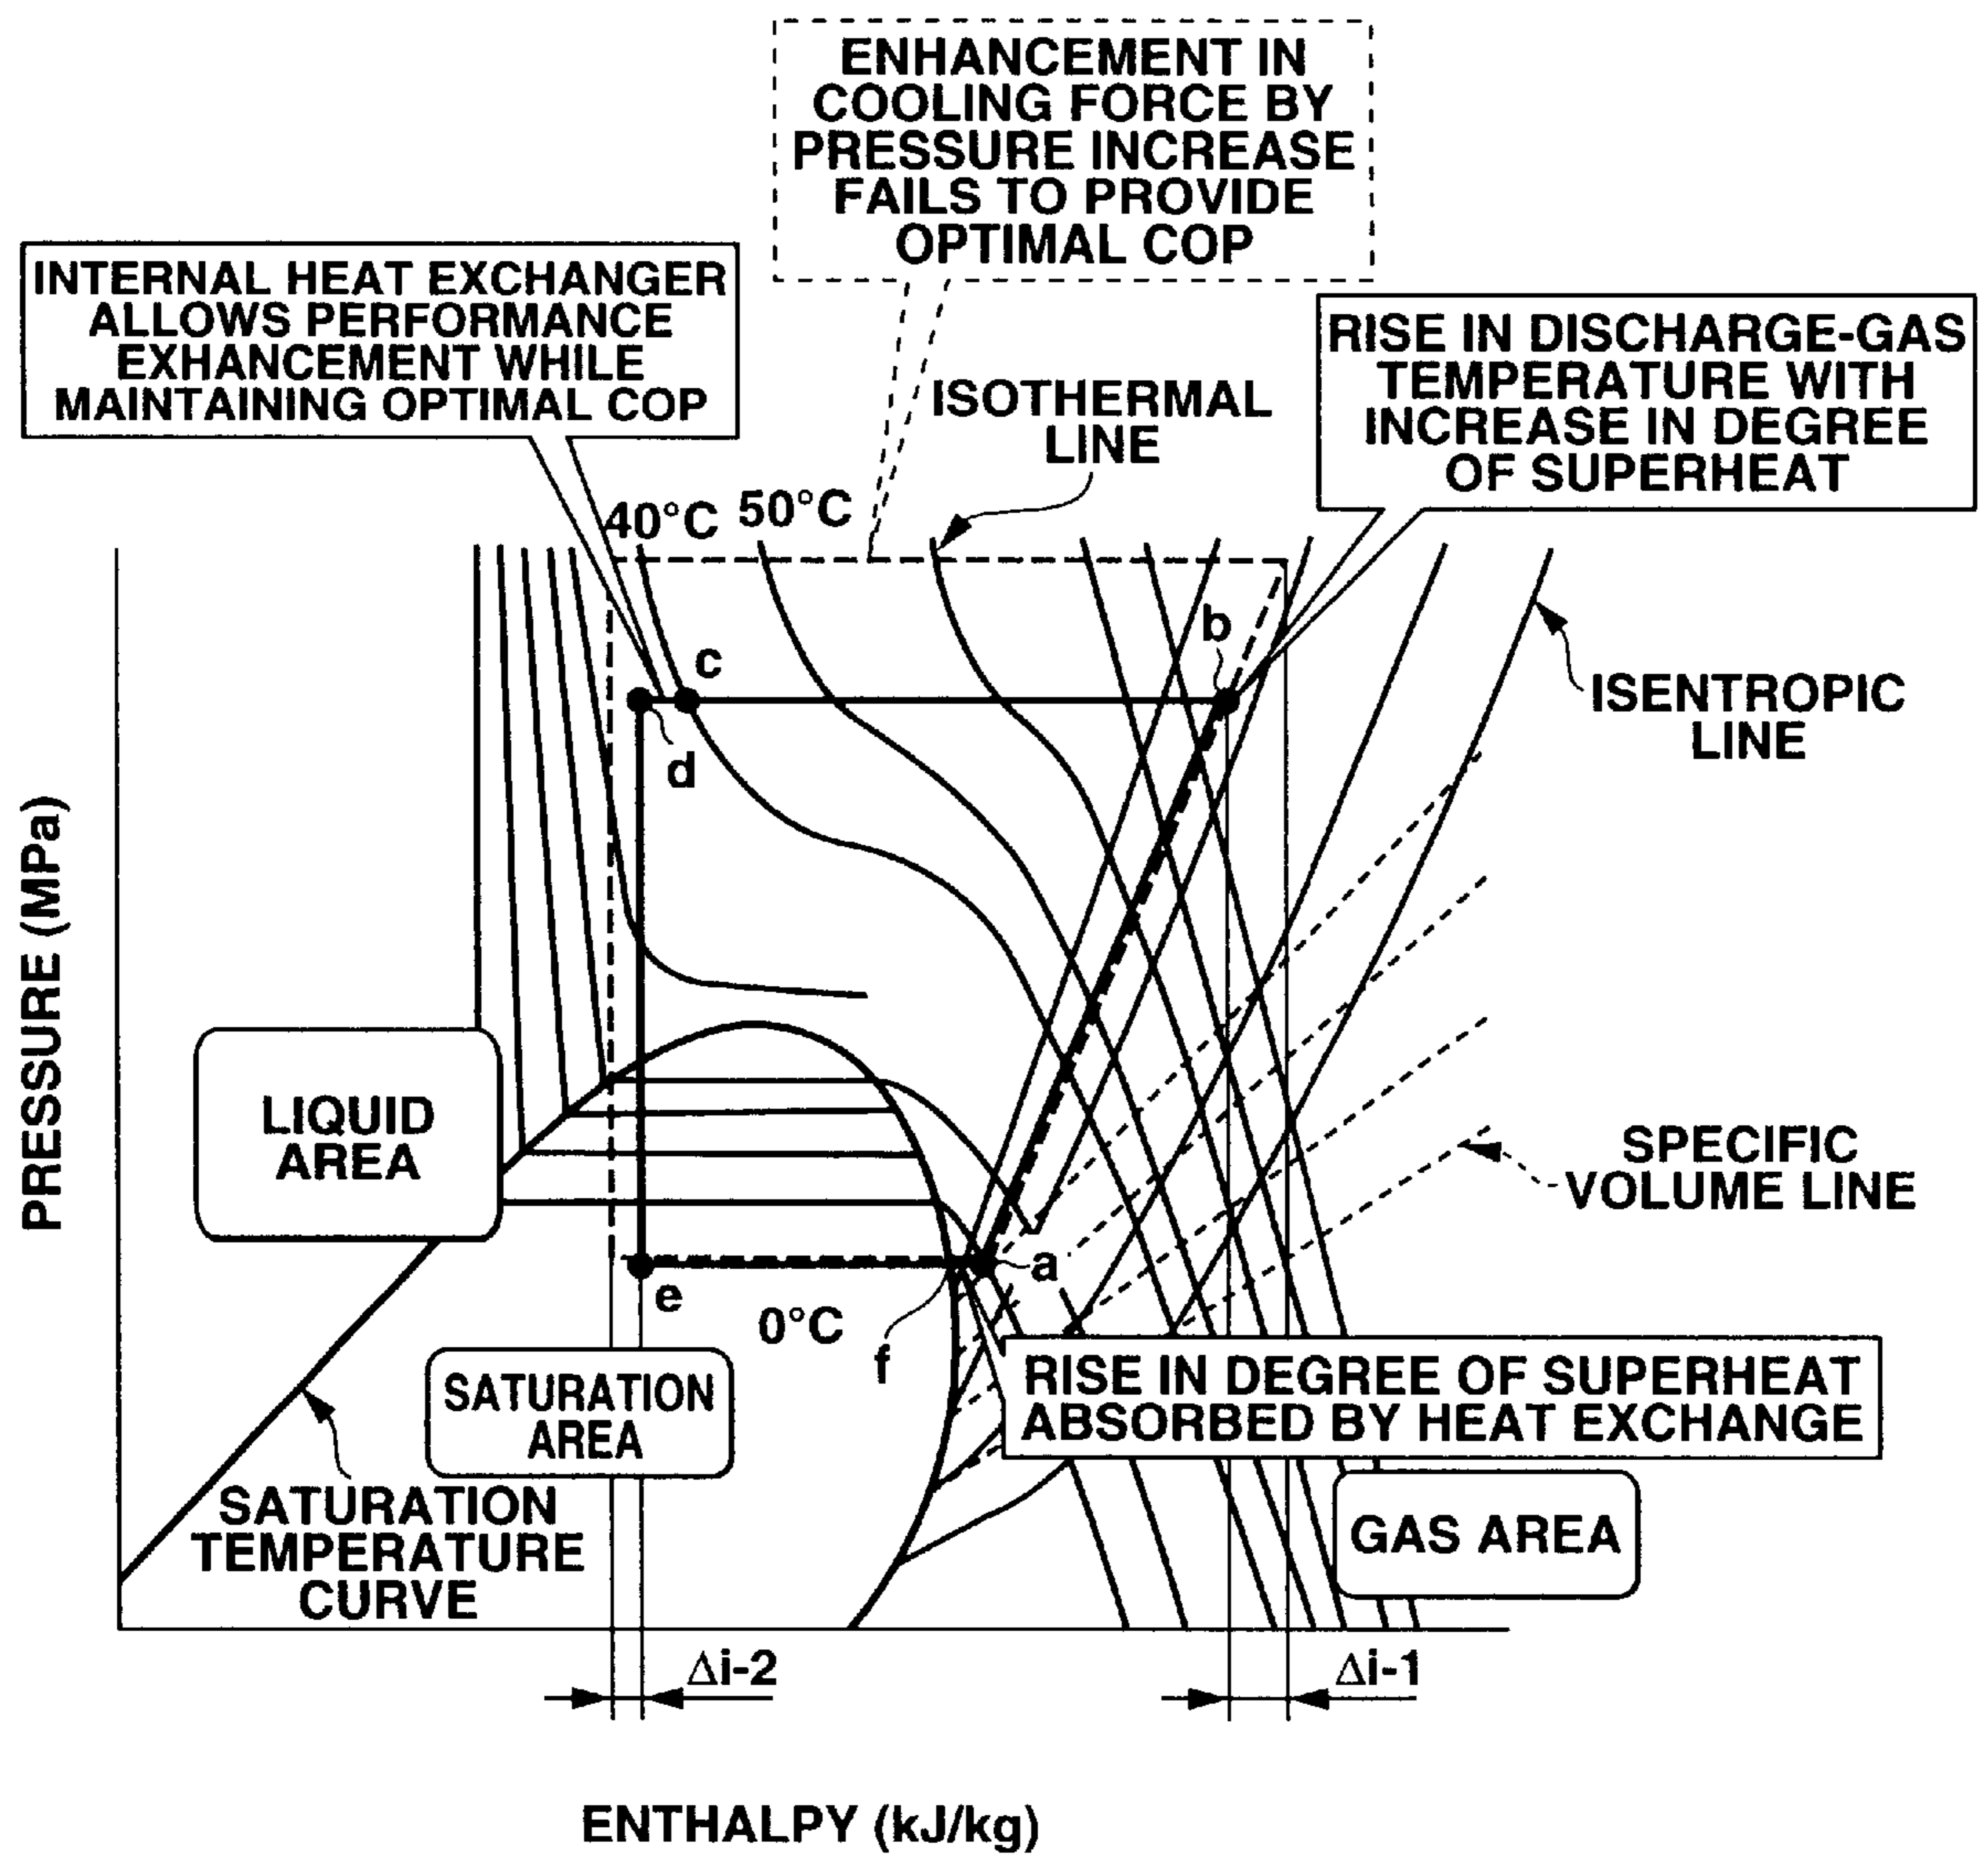 ENHANCEMENT IN
COOLING FORCE BY
PRESSURE INCREASE
FAILS TO PROVIDE
OPTIMAL COP
INTERNAL HEAT EXCHANGER
ALLOWS PERFORMANCE
EXHANCEMENT WHILE
MAINTAINING OPTIMAL COP
RISE IN DISCHARGE-GAS
TEMPERATURE WITH
INCREASE IN DEGREE
OF SUPERHEAT
ISOTHERMAL
LINE
40°C 50°C
b
c
d
ISENTROPIC
LINE
PRESSURE (MPa)
LIQUID
AREA
SPECIFIC
VOLUME LINE
a
e
0°C
f
RISE IN DEGREE OF SUPERHEAT
ABSORBED BY HEAT EXCHANGE
SATURATION
AREA
SATURATION
TEMPERATURE
CURVE
GAS AREA
Δi-2
Δi-1
ENTHALPY (kJ/kg)